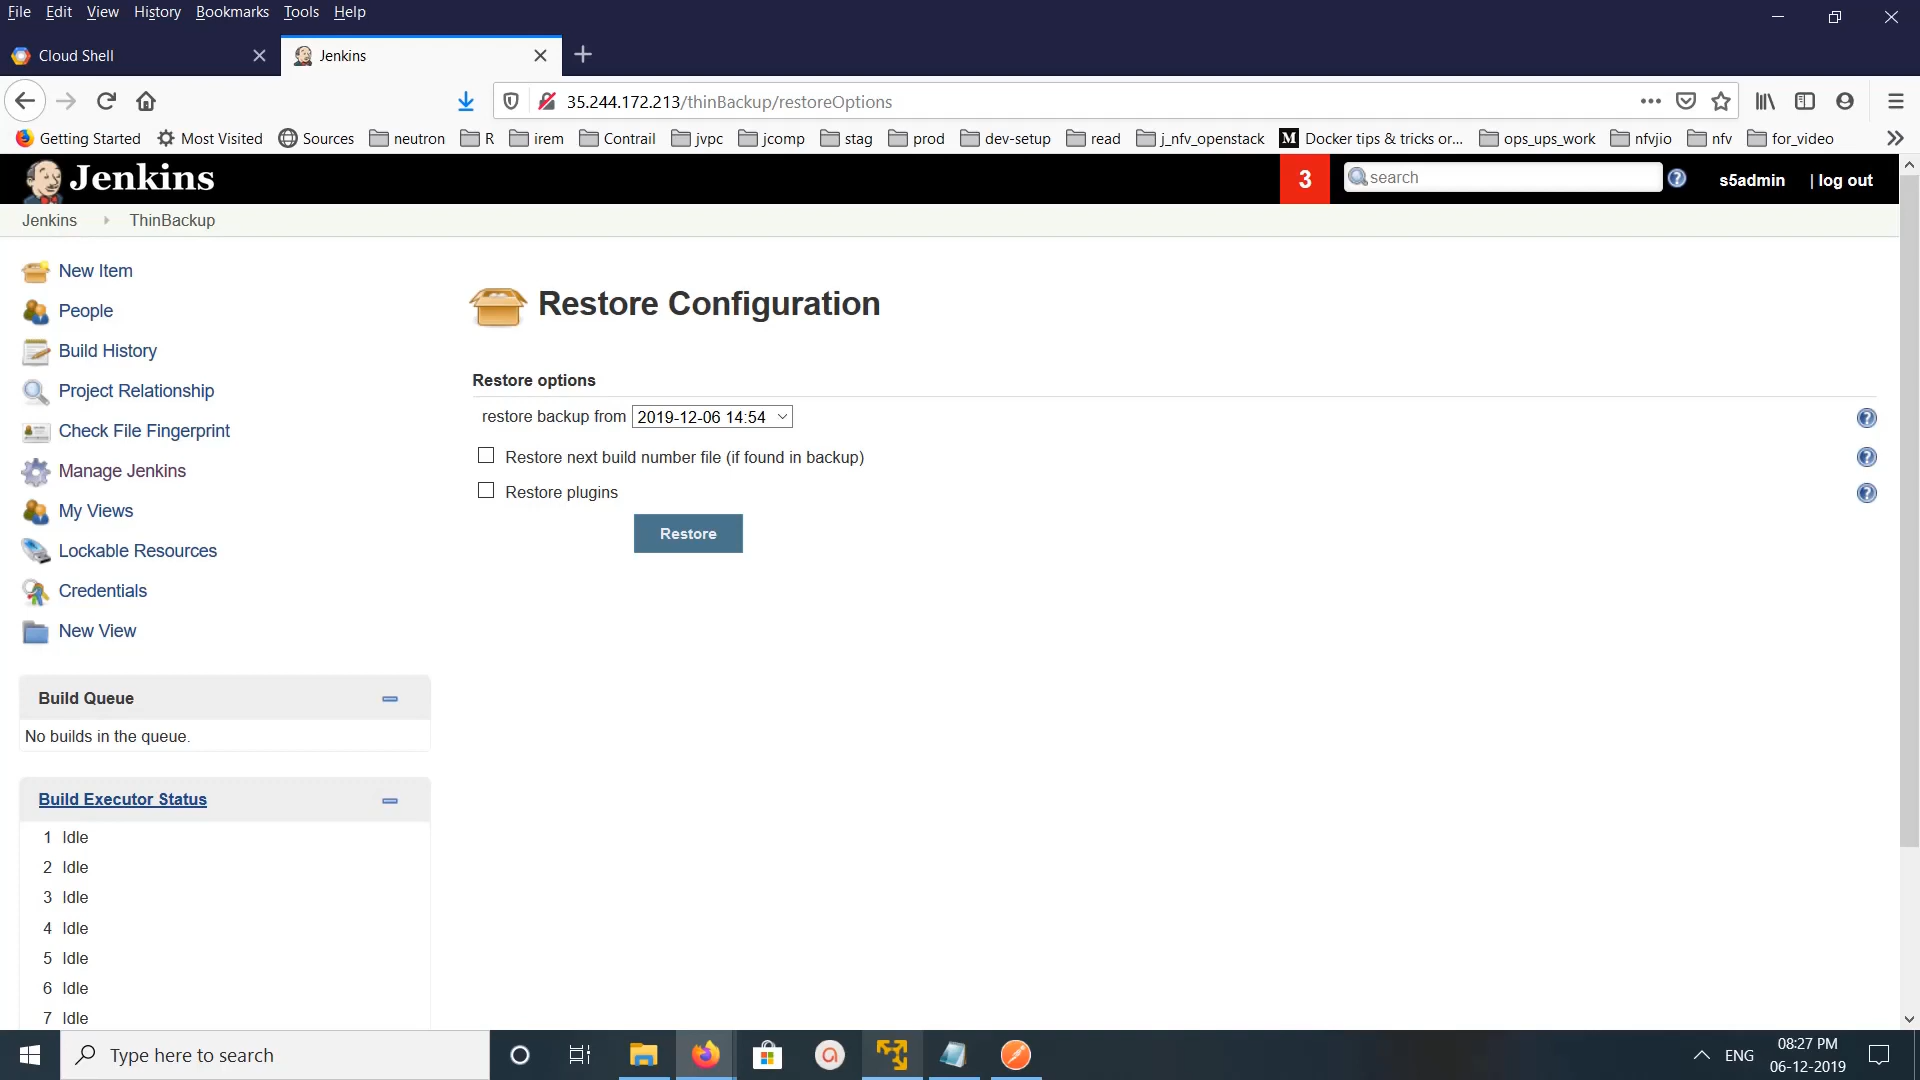 File Edit View History Bookmarks Tools Help
Cloud Shell
Jenkins
35.244.172.213/thinBackup/restoreOptions
Getting Started Most Visited Sources neutron R irem Contrail jvpc jcomp stag prod dev-setup read j_nfv_openstack M Docker tips & tricks or... ops_ups_work nfvjio nfv for_video
Jenkins
3
search
s5admin
| log out
Jenkins ThinBackup
New Item
People
Build History
Project Relationship
Check File Fingerprint
Manage Jenkins
My Views
Lockable Resources
Credentials
New View
Build Queue
No builds in the queue.
Build Executor Status
1 Idle
2 Idle
3 Idle
4 Idle
5 Idle
6 Idle
7 Idle
Restore Configuration
Restore options
restore backup from 2019-12-06 14:54
Restore next build number file (if found in backup)
Restore plugins
Restore
Type here to search
ENG
08:27 PM
06-12-2019